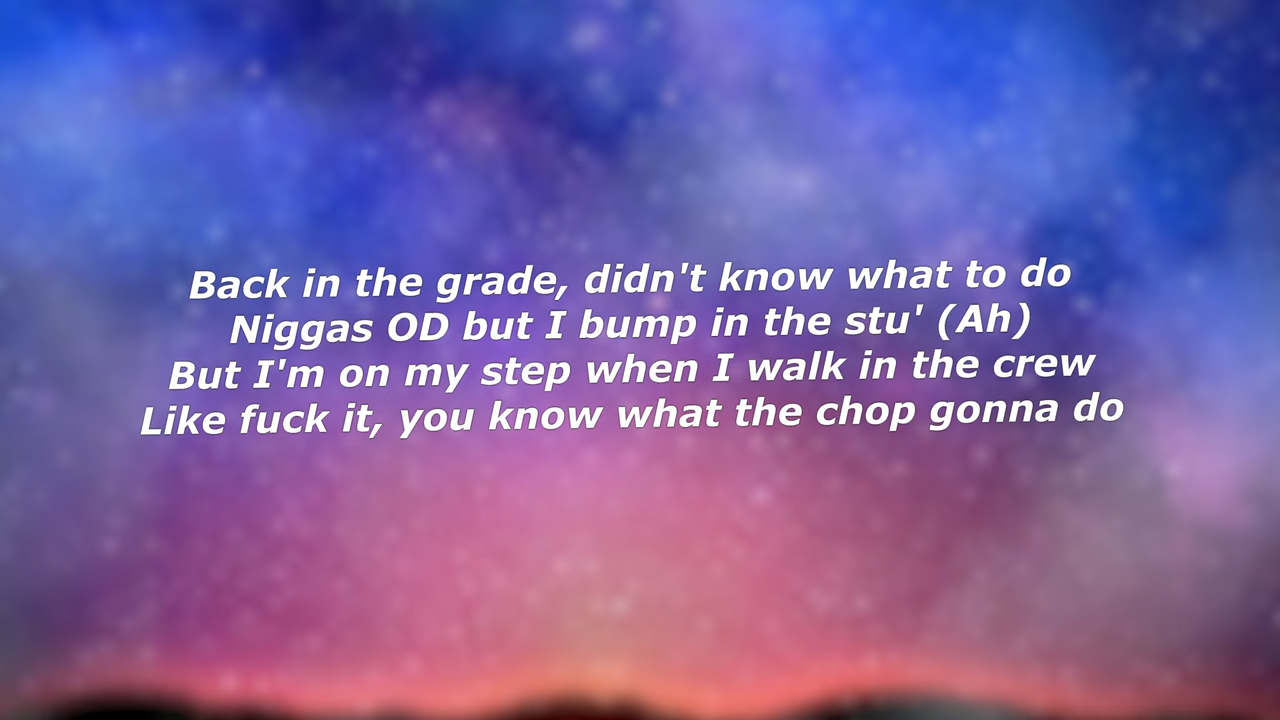 Back in the grade, didn't know what to do
Niggas OD but I bump in the stu' (Ah)
But I'm on my step when I walk in the crew
Like fuck it, you know what the chop gonna do